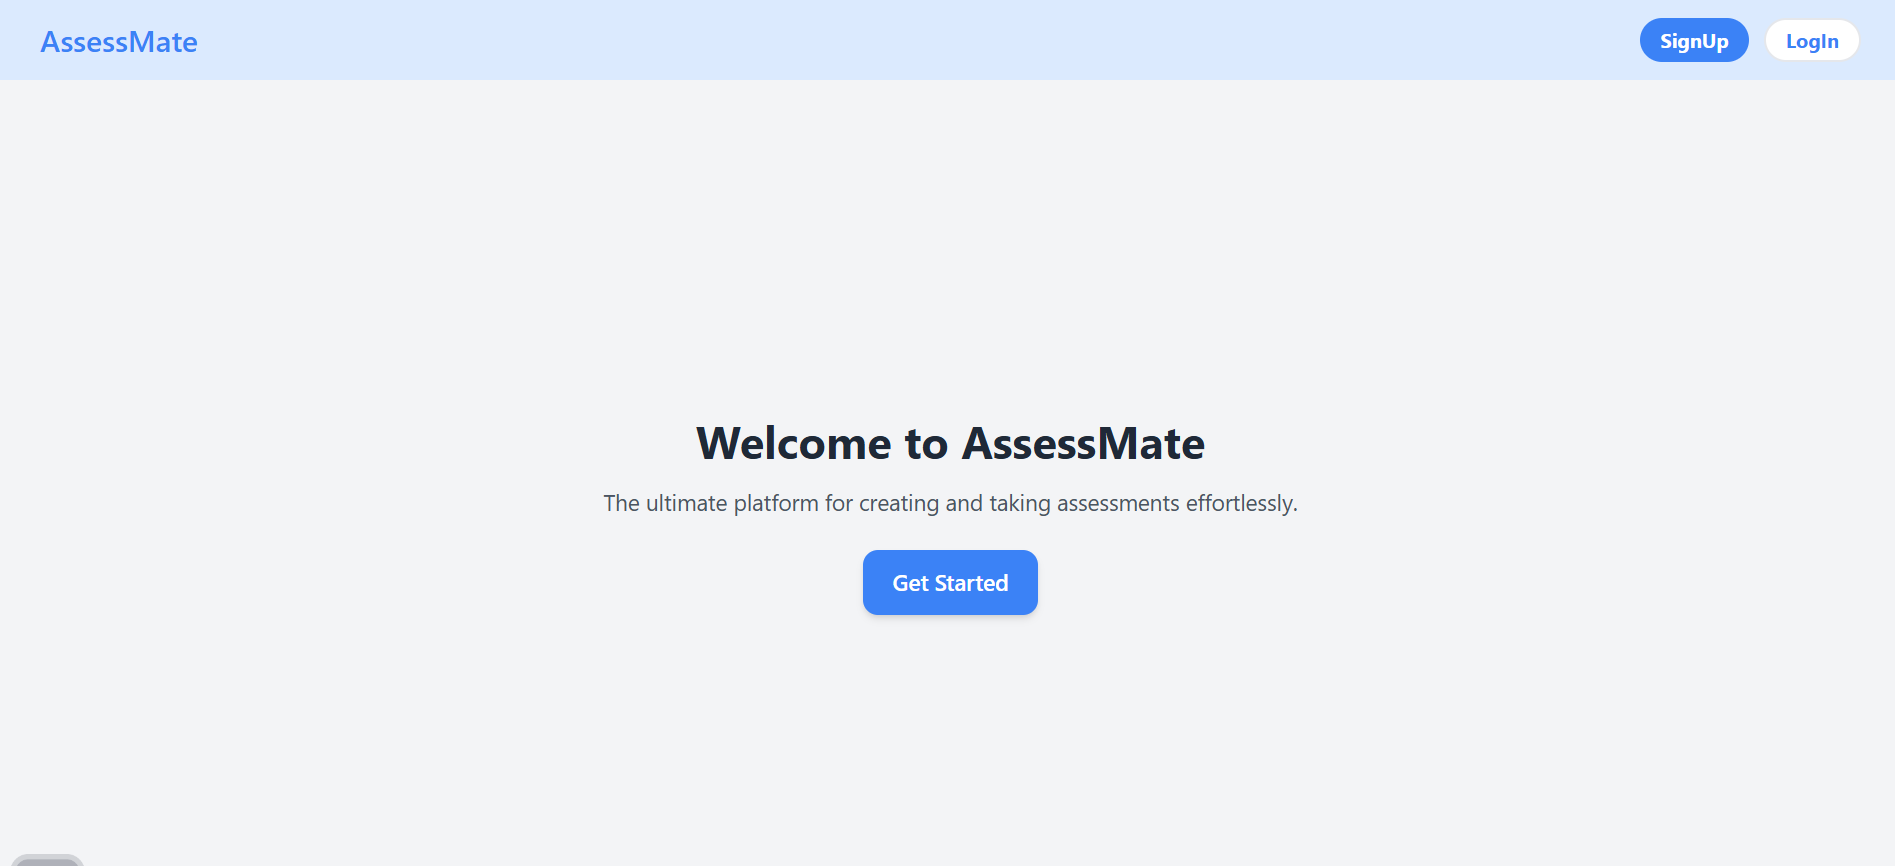 AssessMate
SignUp
LogIn
Welcome to AssessMate
The ultimate platform for creating and taking assessments effortlessly.
Get Started